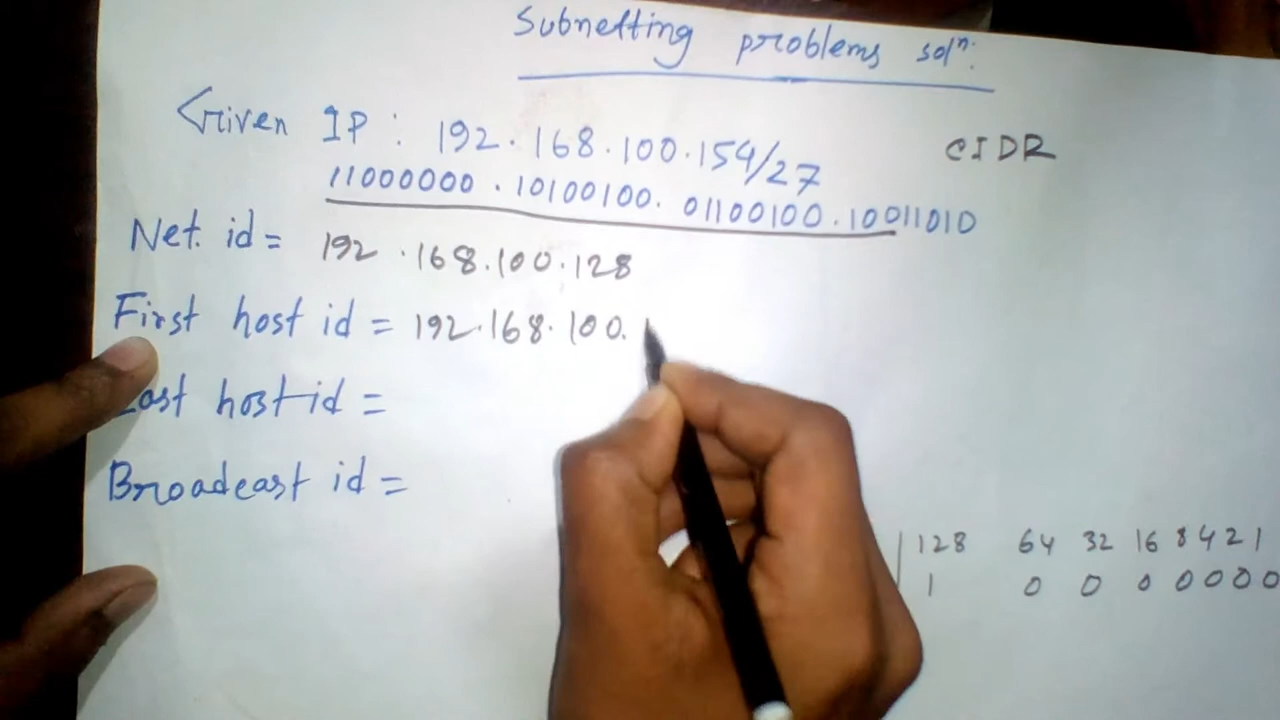 Subnetting problems solⁿ:
Given IP : 192.168.100.154/27
CIDR
11000000 . 10100100. 01100100 .10011010
Net. id = 192 .168.100.128
First host id = 192.168.100.
Last host id =
Broadcast id =
128 64 32 16 8 4 2 1
1 0 0 0 0 0 0 0